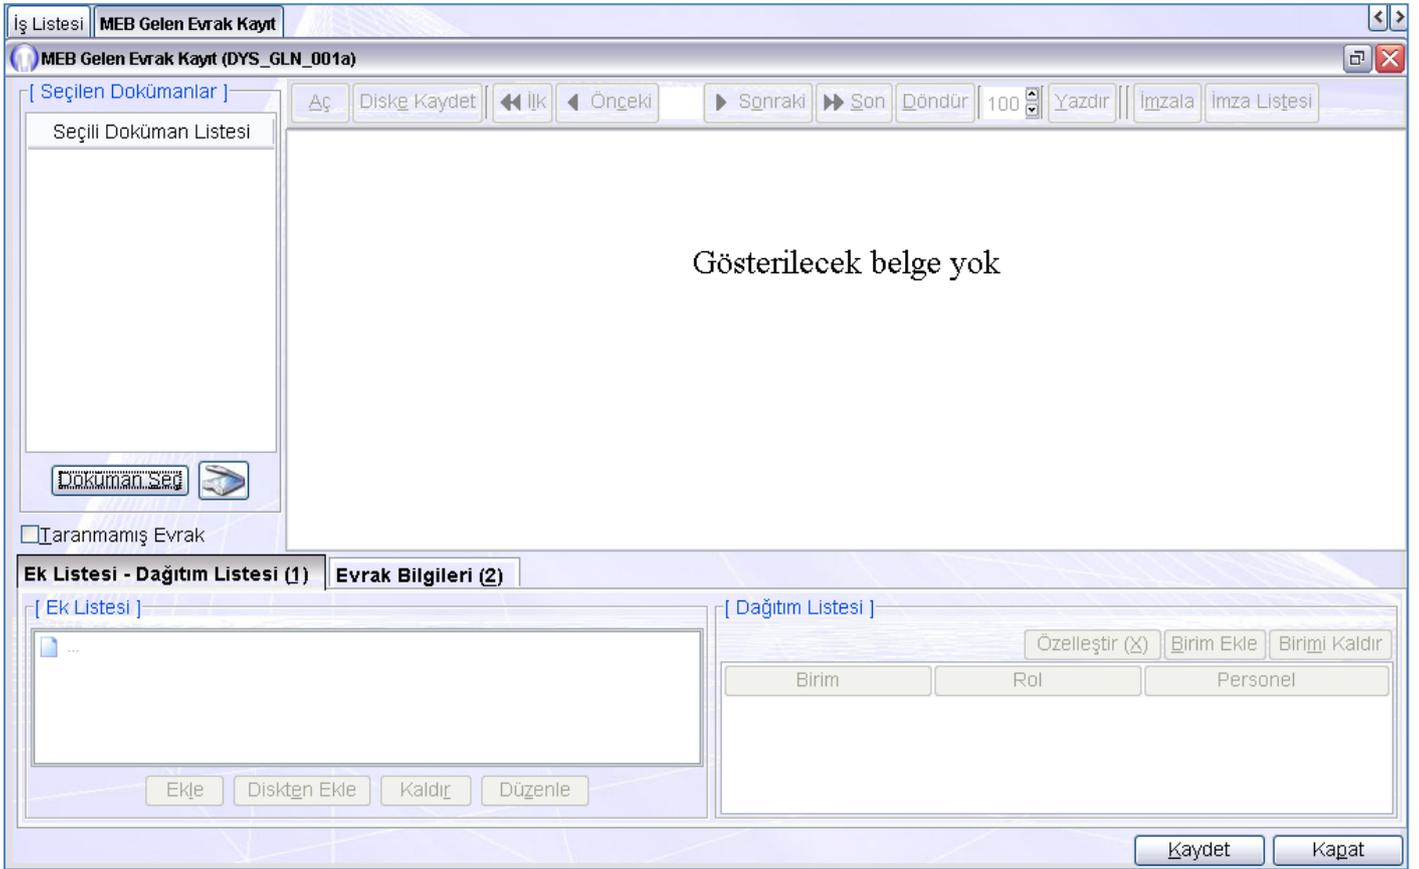 İş Listesi MEB Gelen Evrak Kayıt
MEB Gelen Evrak Kayıt (DYS_GLN_001a)
[ Seçilen Dokümanlar ]
Aç Diske Kaydet İlk Önceki Sonraki Son Döndür 100 Yazdır İmzala İmza Listesi
Seçili Doküman Listesi
Gösterilecek belge yok
Doküman Seç
Taranmamış Evrak
Ek Listesi - Dağıtım Listesi (1) Evrak Bilgileri (2)
[ Ek Listesi ] [ Dağıtım Listesi ]
...
Özelleştir (X) Birim Ekle Birimi Kaldır
Birim Rol Personel
Ekle Diskten Ekle Kaldır Düzenle
Kaydet Kapat